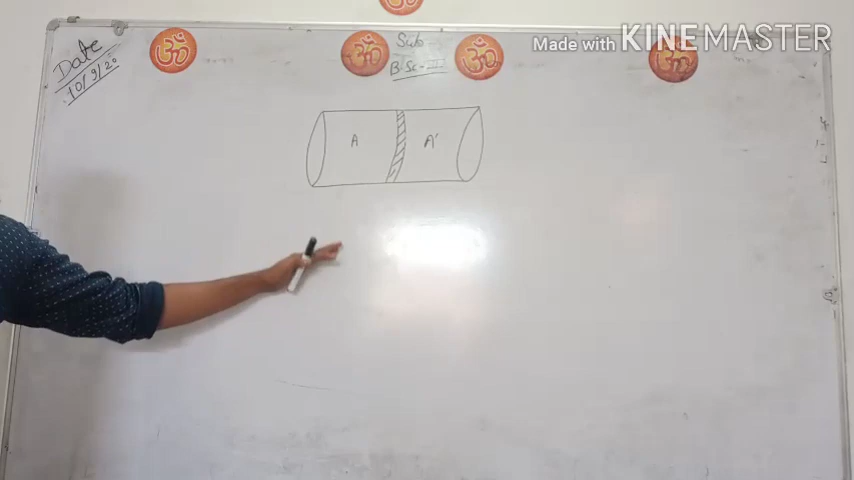 Date
10/9/20
Sub
B.Sc-III
Made with KINEMASTER
ॐ ॐ ॐ ॐ
A A'